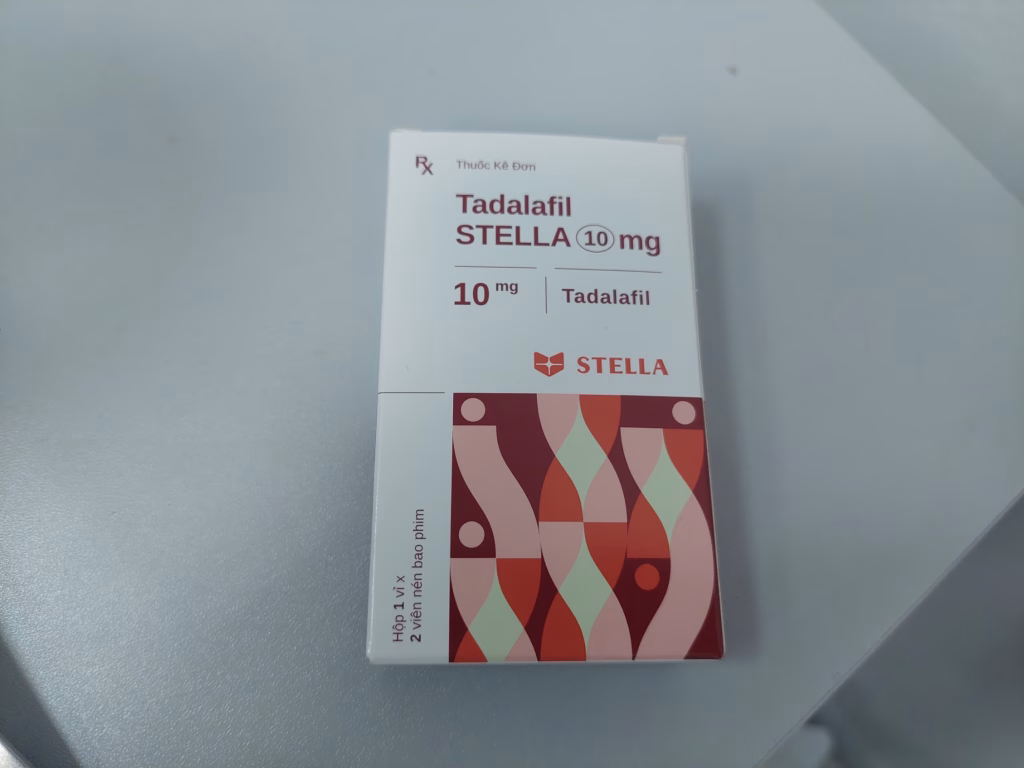 Rx Thuốc Kê Đơn
Tadalafil
STELLA 10 mg
10 mg Tadalafil
STELLA
Hộp 1 vỉ x
2 viên nén bao phim